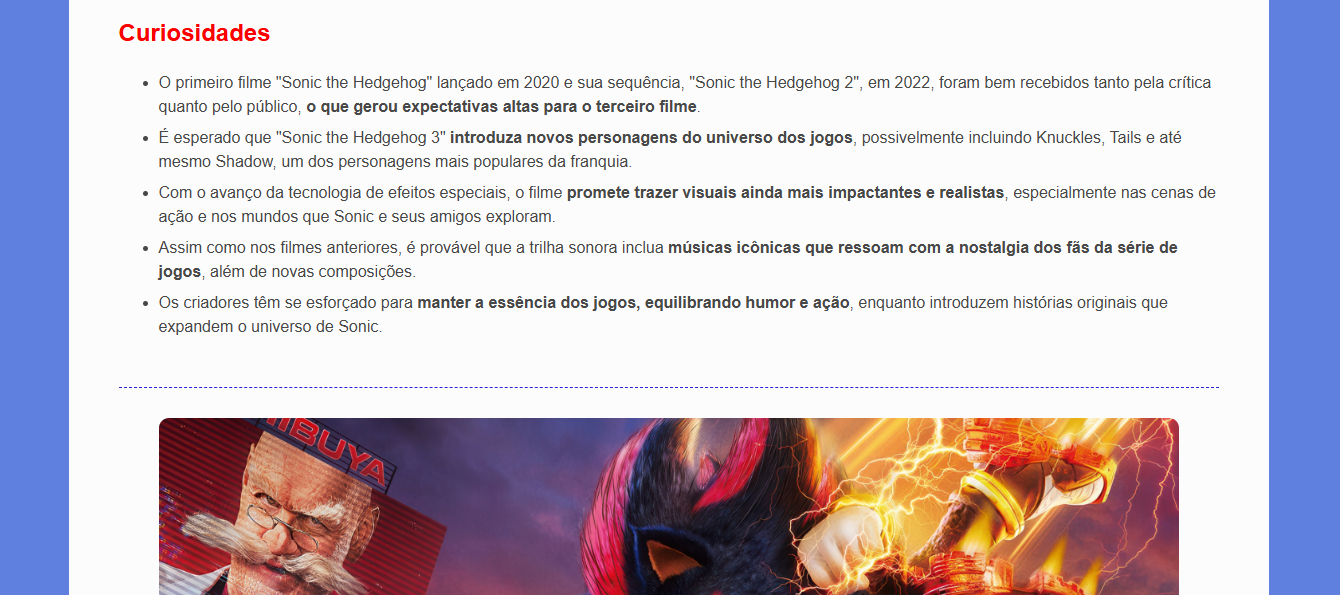 Curiosidades
O primeiro filme "Sonic the Hedgehog" lançado em 2020 e sua sequência, "Sonic the Hedgehog 2", em 2022, foram bem recebidos tanto pela crítica
quanto pelo público, o que gerou expectativas altas para o terceiro filme.
É esperado que "Sonic the Hedgehog 3" introduza novos personagens do universo dos jogos, possivelmente incluindo Knuckles, Tails e até
mesmo Shadow, um dos personagens mais populares da franquia.
Com o avanço da tecnologia de efeitos especiais, o filme promete trazer visuais ainda mais impactantes e realistas, especialmente nas cenas de
ação e nos mundos que Sonic e seus amigos exploram.
Assim como nos filmes anteriores, é provável que a trilha sonora inclua músicas icônicas que ressoam com a nostalgia dos fãs da série de
jogos, além de novas composições.
Os criadores têm se esforçado para manter a essência dos jogos, equilibrando humor e ação, enquanto introduzem histórias originais que
expandem o universo de Sonic.
IBUYA